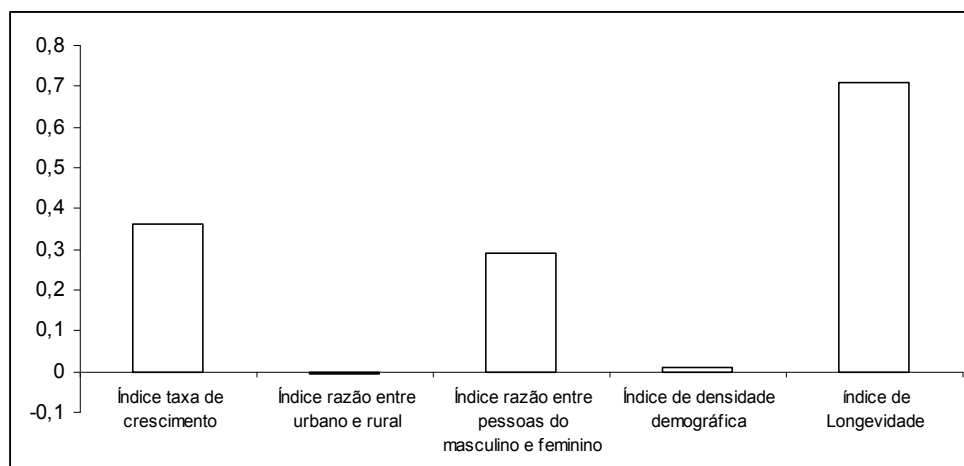 0,8
0,7
0,6
0,5
0,4
0,3
0,2
0,1
0
-0,1
Índice taxa de
crescimento
Índice razão entre
urbano e rural
Índice razão entre
pessoas do
masculino e feminino
Índice de densidade
demográfica
índice de
Longevidade